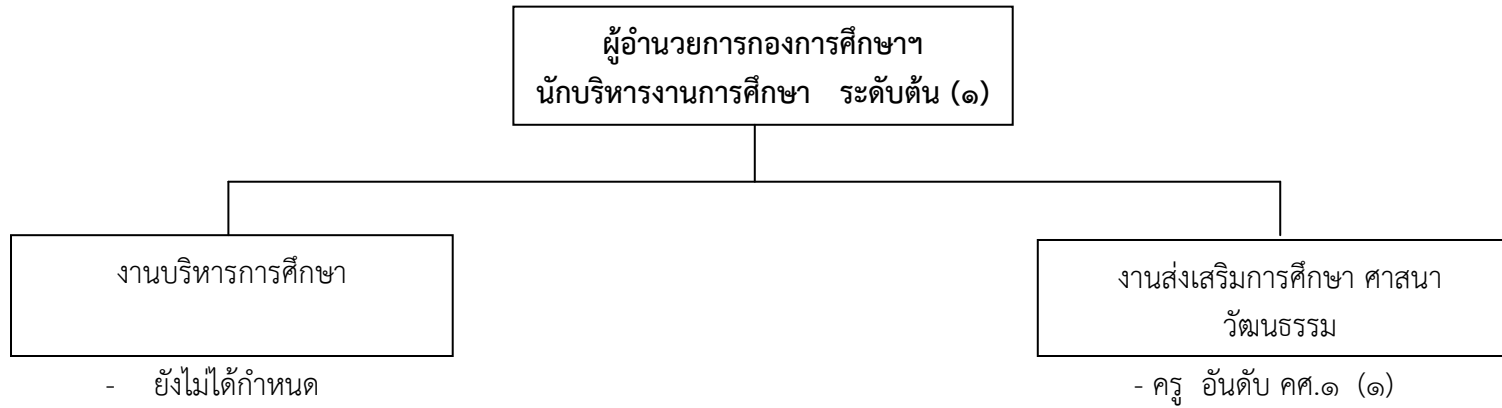 ผู้อำนวยการกองการศึกษาฯ
นักบริหารงานการศึกษา ระดับต้น (๑)
งานบริหารการศึกษา
- ยังไม่ได้กำหนด
งานส่งเสริมการศึกษา ศาสนา
วัฒนธรรม
- ครู อันดับ คศ.๑ (๑)